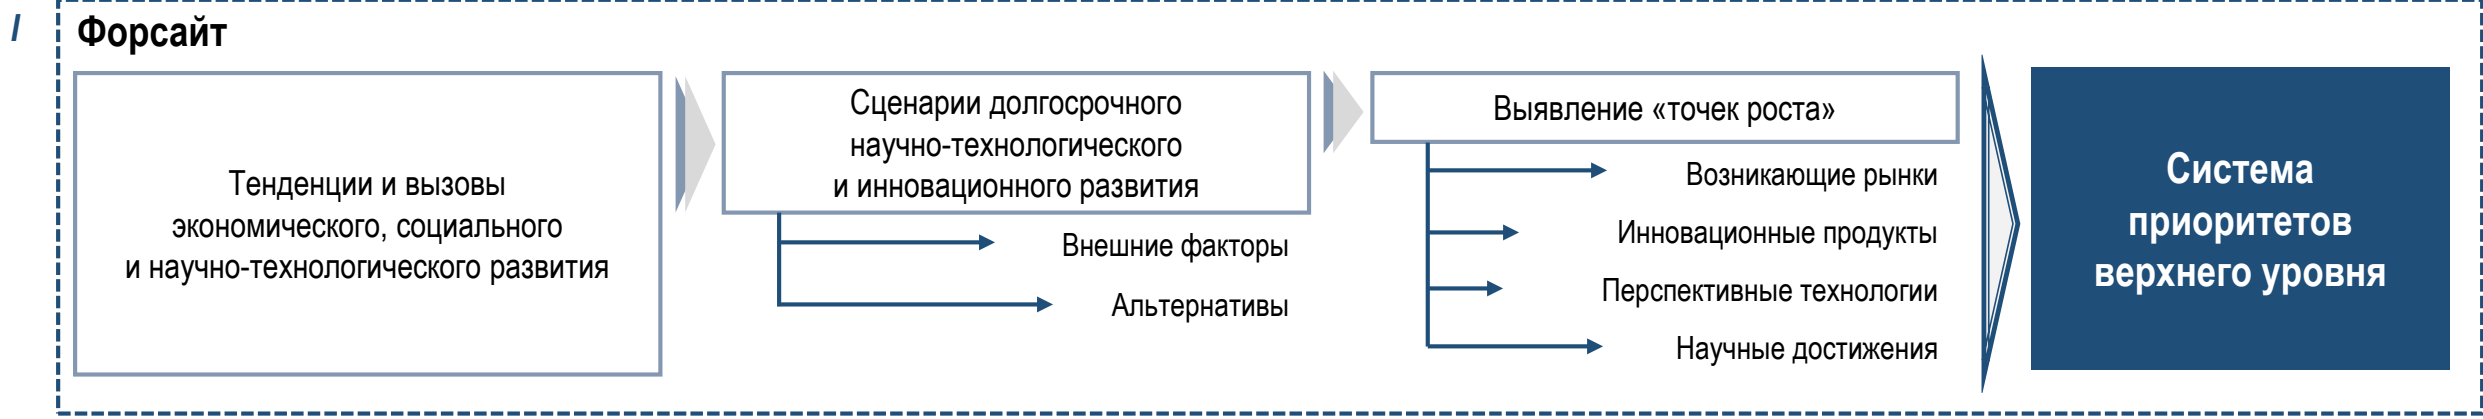 I
Форсайт
Тенденции и вызовы
экономического, социального
и научно-технологического развития
Сценарии долгосрочного
научно-технологического
и инновационного развития
Внешние факторы
Альтернативы
Выявление «точек роста»
Возникающие рынки
Инновационные продукты
Перспективные технологии
Научные достижения
Система
приоритетов
верхнего уровня